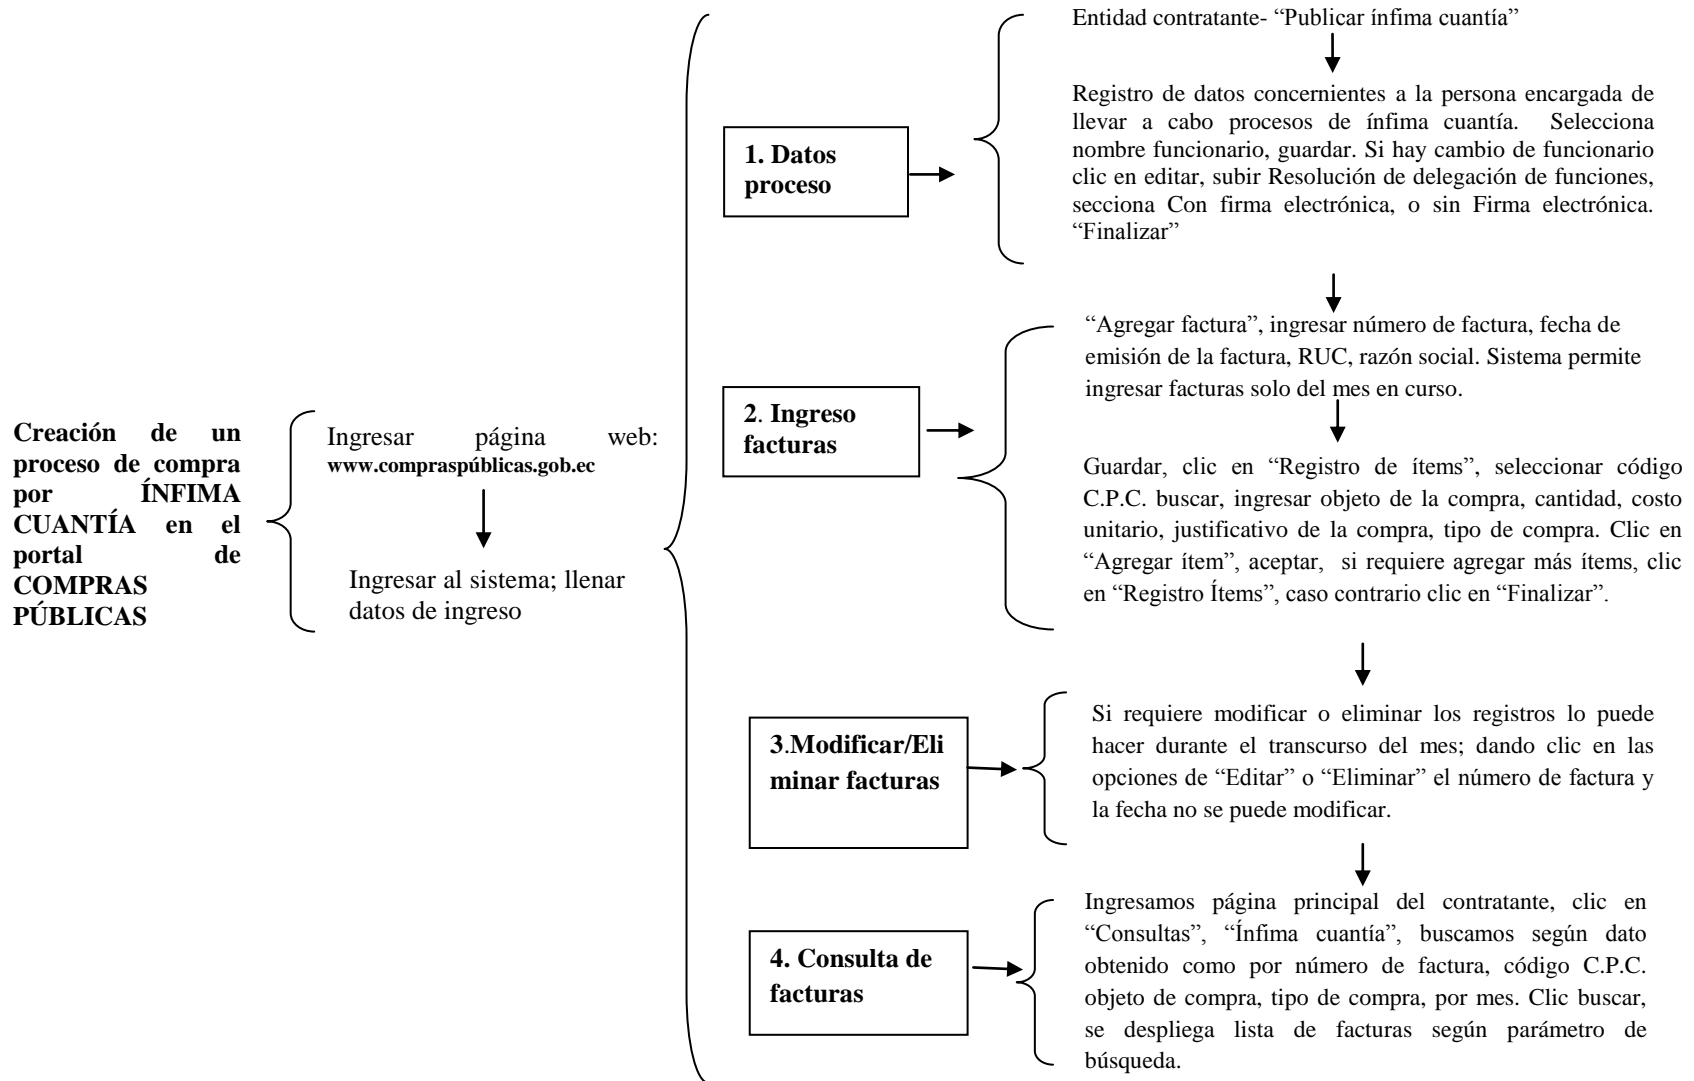 Creación de un
proceso de compra
por ÍNFIMA
CUANTÍA en el
portal de
COMPRAS
PÚBLICAS
Ingresar página web:
www.compraspúblicas.gob.ec
Ingresar al sistema; llenar
datos de ingreso
1. Datos
proceso
Entidad contratante- “Publicar ínfima cuantía”
Registro de datos concernientes a la persona encargada de
llevar a cabo procesos de ínfima cuantía. Selecciona
nombre funcionario, guardar. Si hay cambio de funcionario
clic en editar, subir Resolución de delegación de funciones,
secciona Con firma electrónica, o sin Firma electrónica.
“Finalizar”
2. Ingreso
facturas
“Agregar factura”, ingresar número de factura, fecha de
emisión de la factura, RUC, razón social. Sistema permite
ingresar facturas solo del mes en curso.
Guardar, clic en “Registro de ítems”, seleccionar código
C.P.C. buscar, ingresar objeto de la compra, cantidad, costo
unitario, justificativo de la compra, tipo de compra. Clic en
“Agregar ítem”, aceptar, si requiere agregar más ítems, clic
en “Registro Ítems”, caso contrario clic en “Finalizar”.
3.Modificar/Eli
minar facturas
Si requiere modificar o eliminar los registros lo puede
hacer durante el transcurso del mes; dando clic en las
opciones de “Editar” o “Eliminar” el número de factura y
la fecha no se puede modificar.
4. Consulta de
facturas
Ingresamos página principal del contratante, clic en
“Consultas”, “Ínfima cuantía”, buscamos según dato
obtenido como por número de factura, código C.P.C.
objeto de compra, tipo de compra, por mes. Clic buscar,
se despliega lista de facturas según parámetro de
búsqueda.